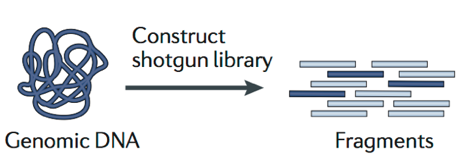 Construct
shotgun library
Genomic DNA
Fragments